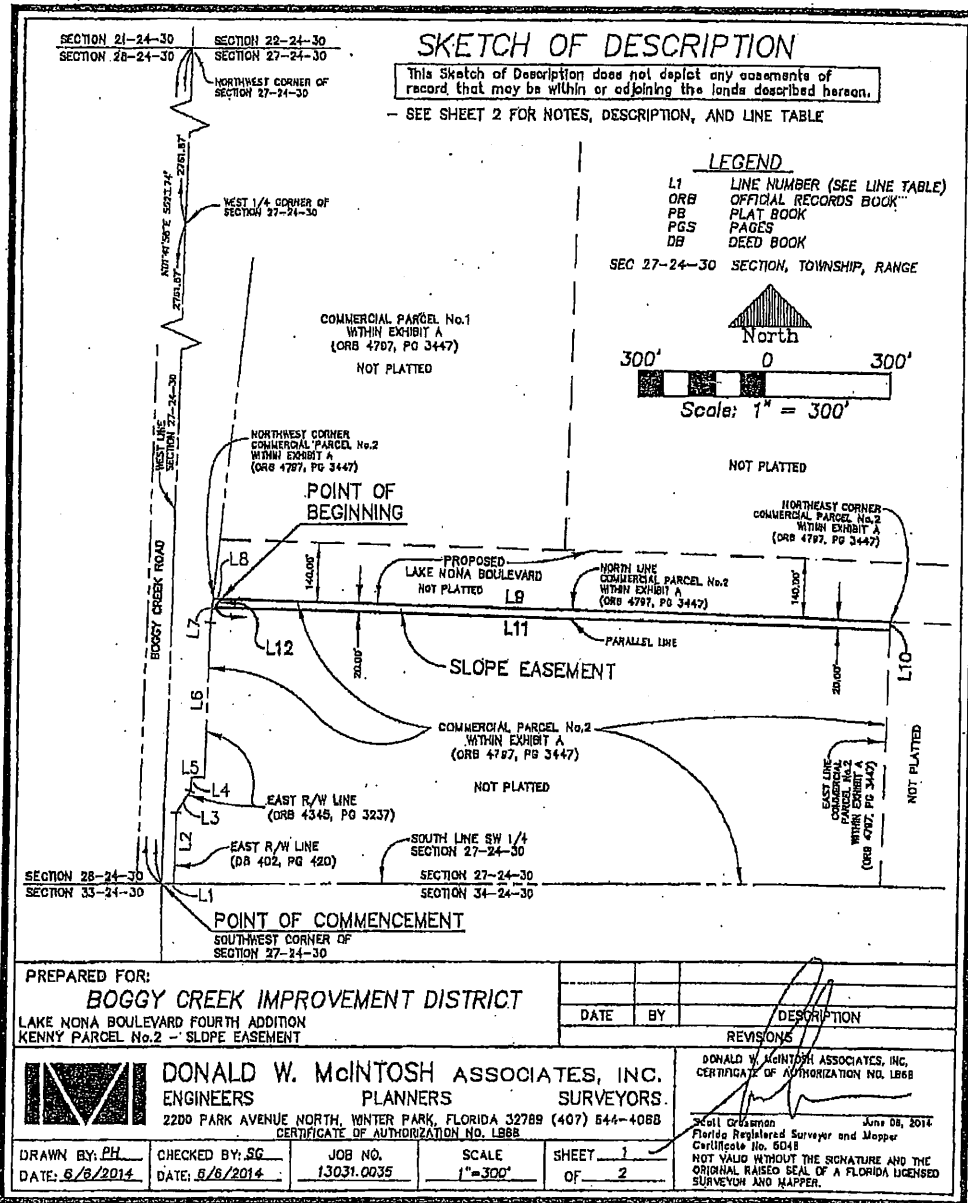 SKETCH OF DESCRIPTION
This Sketch of Description does not depict any easements of
record that may be within or adjoining the lands described hereon.
- SEE SHEET 2 FOR NOTES, DESCRIPTION, AND LINE TABLE
SECTION 21-24-30
SECTION 22-24-30
SECTION 28-24-30
SECTION 27-24-30
NORTHWEST CORNER OF
SECTION 27-24-30
2761.87'
WEST 1/4 CORNER OF
SECTION 27-24-30
2761.87'
LEGEND
L1 LINE NUMBER (SEE LINE TABLE)
ORB OFFICIAL RECORDS BOOK
PB PLAT BOOK
PGS PAGES
DB DEED BOOK
SEC 27-24-30 SECTION, TOWNSHIP, RANGE
North
300' 0 300'
Scale: 1" = 300'
COMMERCIAL PARCEL No.1
WITHIN EXHIBIT A
(ORB 4797, PG 3447)
NOT PLATTED
WEST LINE
SECTION 27-24-30
BOGGY CREEK ROAD
NORTHWEST CORNER
COMMERCIAL PARCEL No.2
WITHIN EXHIBIT A
(ORB 4797, PG 3447)
POINT OF
BEGINNING
NOT PLATTED
NORTHEAST CORNER
COMMERCIAL PARCEL No.2
WITHIN EXHIBIT A
(ORB 4797, PG 3447)
L8
140.00'
PROPOSED
LAKE NONA BOULEVARD
NOT PLATTED
NORTH LINE
COMMERCIAL PARCEL No.2
WITHIN EXHIBIT A
(ORB 4797, PG 3447)
140.00'
L9
L7
L12
L11
PARALLEL LINE
L10
20.00'
SLOPE EASEMENT
20.00'
L6
COMMERCIAL PARCEL No.2
WITHIN EXHIBIT A
(ORB 4797, PG 3447)
NOT PLATTED
EAST LINE
COMMERCIAL
PARCEL No.2
WITHIN EXHIBIT A
(ORB 4797, PG 3447)
NOT PLATTED
L5
L4
L3
EAST R/W LINE
(ORB 4345, PG 3237)
L2
EAST R/W LINE
(DB 402, PG 420)
SOUTH LINE SW 1/4
SECTION 27-24-30
SECTION 28-24-30
SECTION 27-24-30
SECTION 33-24-30
SECTION 34-24-30
L1
POINT OF COMMENCEMENT
SOUTHWEST CORNER OF
SECTION 27-24-30
PREPARED FOR:
BOGGY CREEK IMPROVEMENT DISTRICT
LAKE NONA BOULEVARD FOURTH ADDITION
KENNY PARCEL No.2 - SLOPE EASEMENT
DATE BY DESCRIPTION
REVISIONS
DONALD W. McINTOSH ASSOCIATES, INC.
ENGINEERS PLANNERS SURVEYORS
2200 PARK AVENUE NORTH, WINTER PARK, FLORIDA 32789 (407) 644-4068
CERTIFICATE OF AUTHORIZATION NO. LB68
DONALD W. McINTOSH ASSOCIATES, INC.
CERTIFICATE OF AUTHORIZATION NO. LB68
Scott Grossman June 06, 2014
Florida Registered Surveyor and Mapper
Certificate No. 5048
NOT VALID WITHOUT THE SIGNATURE AND THE
ORIGINAL RAISED SEAL OF A FLORIDA LICENSED
SURVEYOR AND MAPPER.
DRAWN BY: PH
DATE: 6/6/2014
CHECKED BY: SG
DATE: 6/6/2014
JOB NO.
13031.0035
SCALE
1"=300'
SHEET 1
OF 2